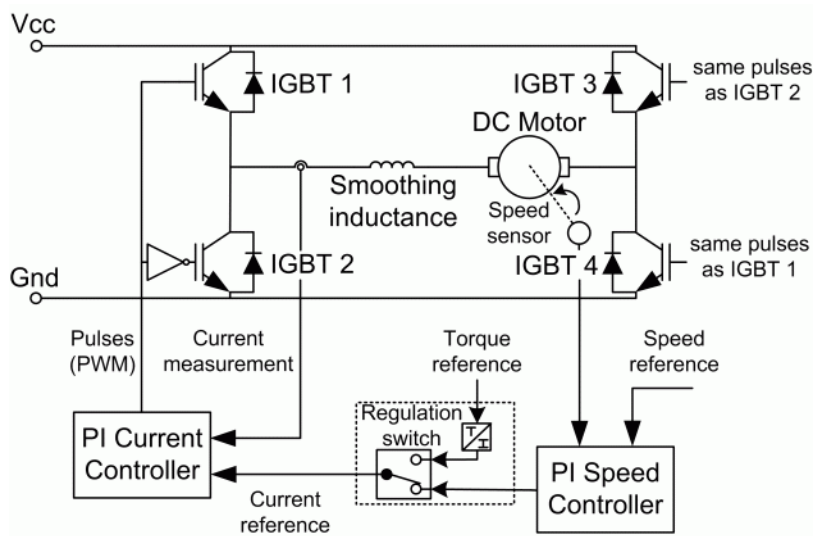 Vcc
IGBT 1
IGBT 3
same pulses
as IGBT 2
DC Motor
Smoothing
inductance
Speed
sensor
IGBT 2
IGBT 4
same pulses
as IGBT 1
Gnd
Pulses
(PWM)
Current
measurement
Torque
reference
Speed
reference
Regulation
switch
T
I
PI Current
Controller
PI Speed
Controller
Current
reference